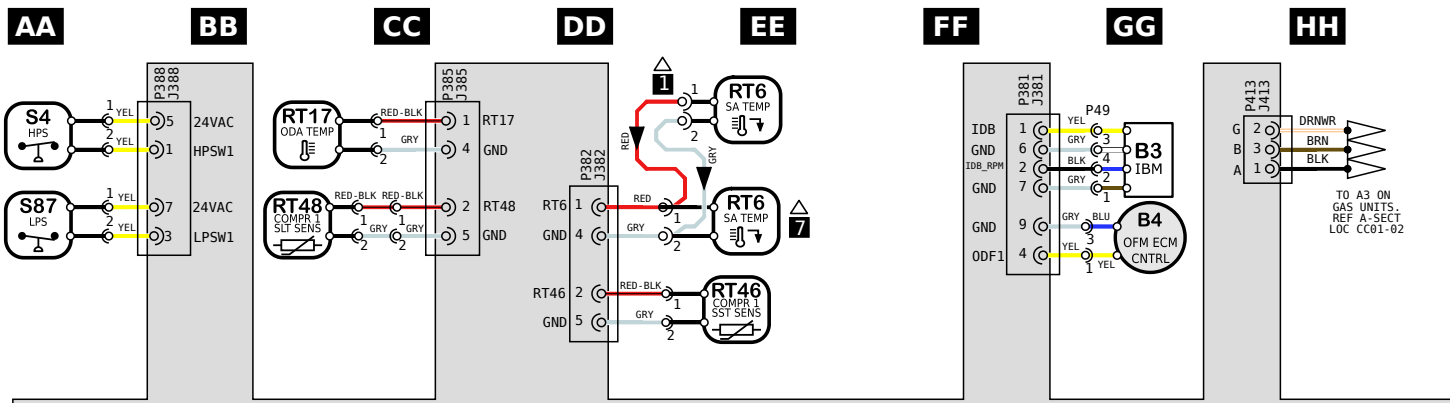 AA
BB
CC
DD
EE
FF
GG
HH
S4
HPS
1
YEL
2
YEL
P388
J388
5
24VAC
1
HPSW1
S87
LPS
1
YEL
2
YEL
7
24VAC
3
LPSW1
RT17
ODA TEMP
1
RED-BLK
2
GRY
P385
J385
1
RT17
4
GND
RT48
COMPR 1
SLT SENS
RED-BLK
RED-BLK
1
1
GRY
GRY
2
2
2
RT48
5
GND
1
RED
GRY
1
2
RT6
SA TEMP
P382
J382
RT6
1
RED
1
GND
4
GRY
2
RT6
SA TEMP
7
RT46
2
RED-BLK
1
GND
5
GRY
2
RT46
COMPR 1
SST SENS
P381
J381
P49
IDB
1
YEL
3
GND
6
GRY
4
IDB_RPM
2
BLK
2
GND
7
GRY
1
B3
IBM
GND
9
GRY
BLU
3
ODF1
4
YEL
1
YEL
B4
OFM ECM
CNTRL
P413
J413
G
2
DRNWR
B
3
BRN
A
1
BLK
TO A3 ON
GAS UNITS.
REF A-SECT
LOC CC01-02